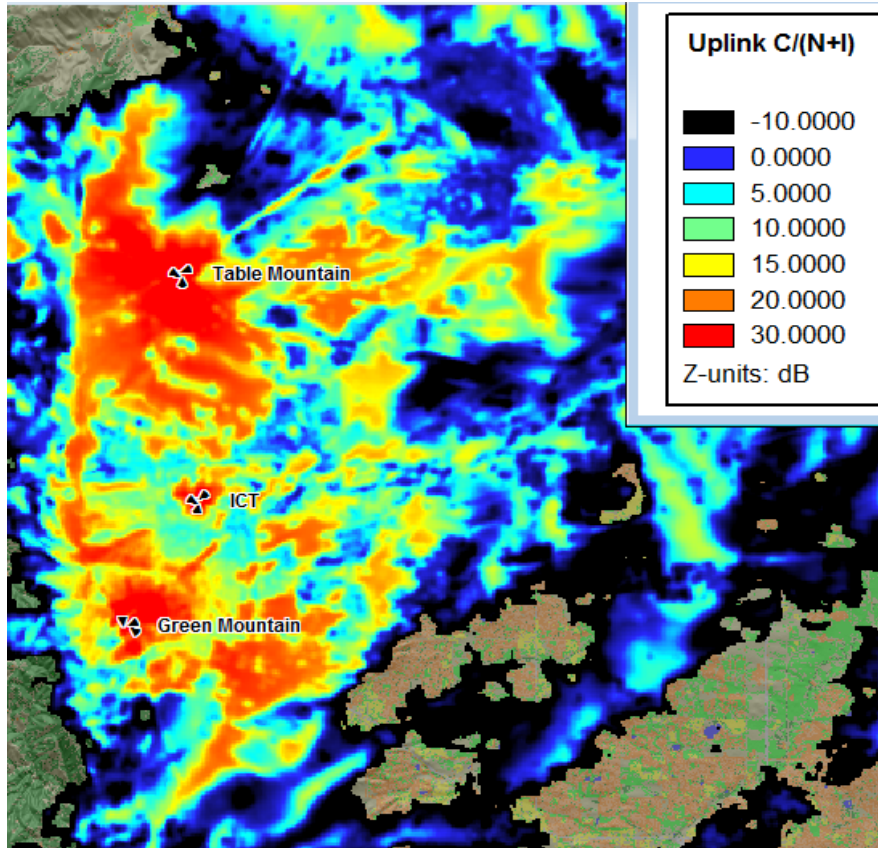 Uplink C/(N+I)
-10.0000
0.0000
5.0000
10.0000
15.0000
20.0000
30.0000
Z-units: dB
Table Mountain
ICT
Green Mountain